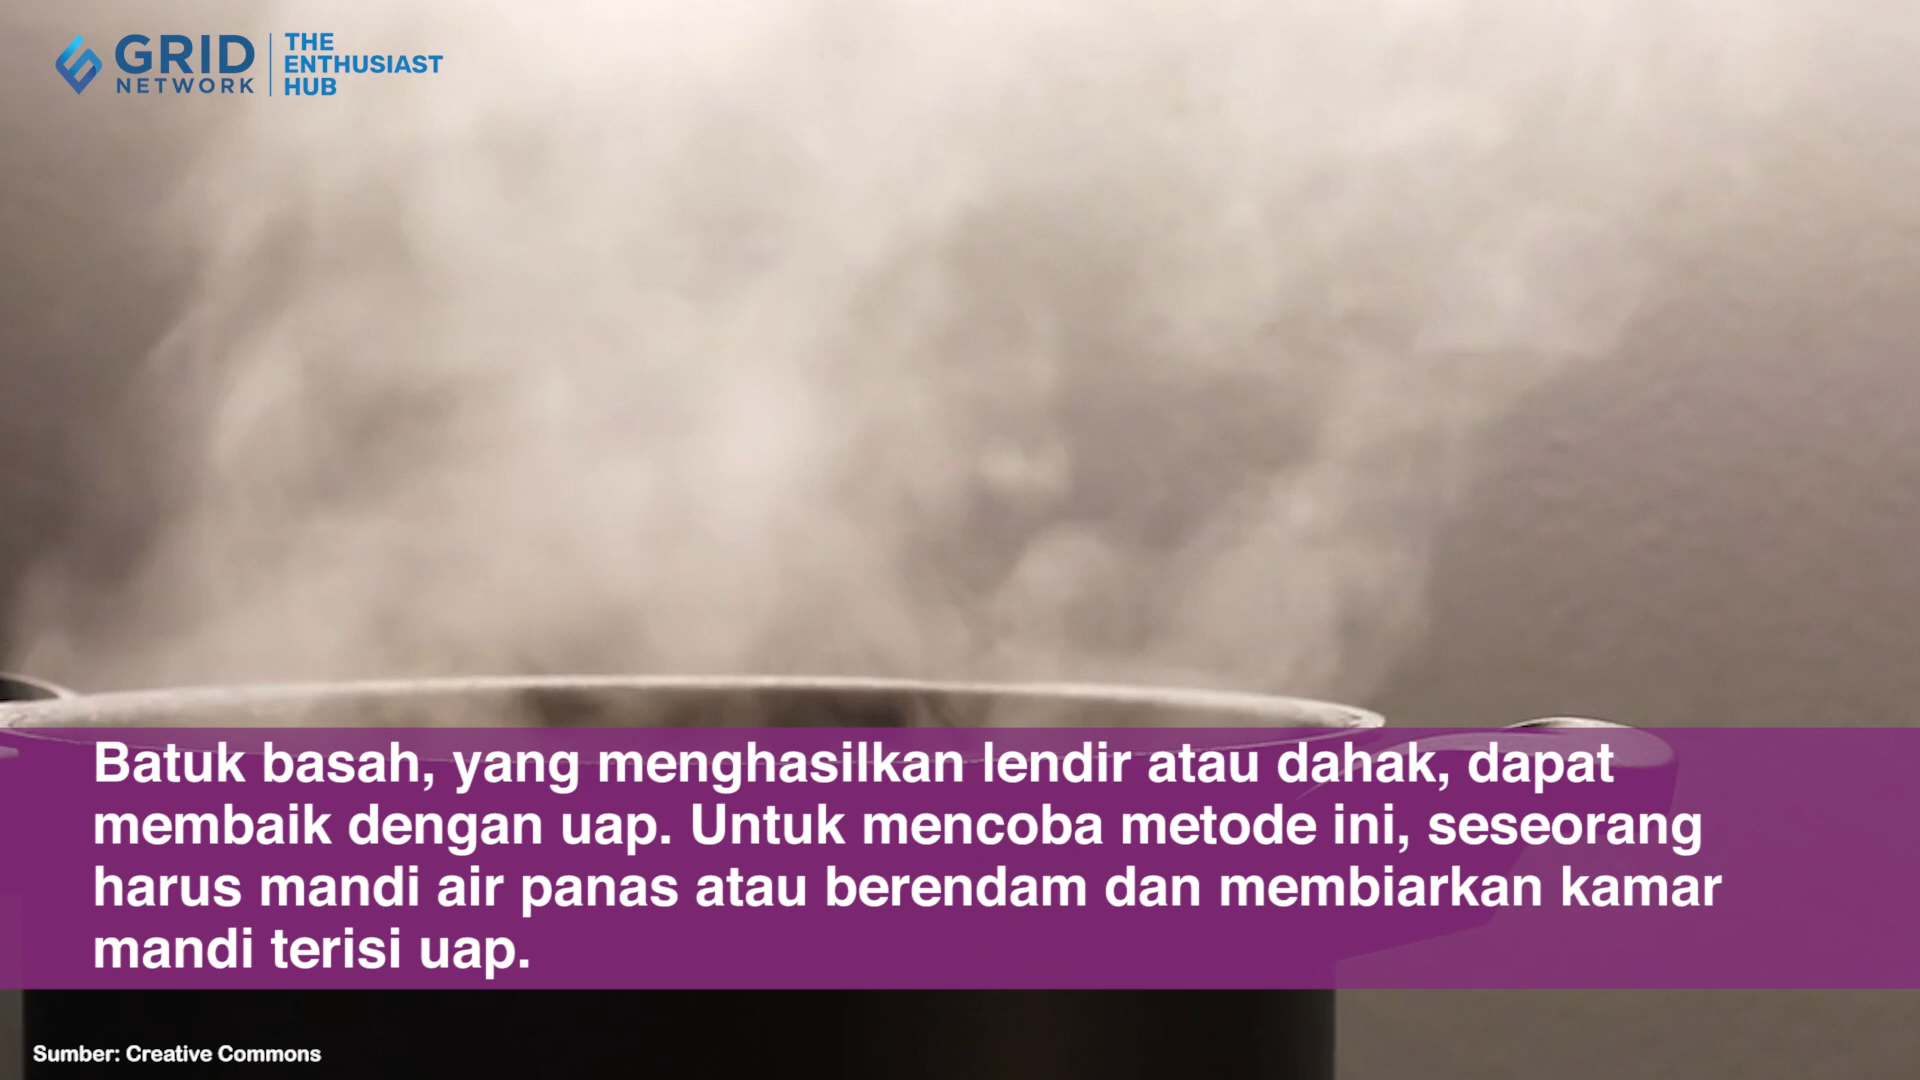 GRID
NETWORK
THE
ENTHUSIAST
HUB
Batuk basah, yang menghasilkan lendir atau dahak, dapat
membaik dengan uap. Untuk mencoba metode ini, seseorang
harus mandi air panas atau berendam dan membiarkan kamar
mandi terisi uap.
Sumber: Creative Commons